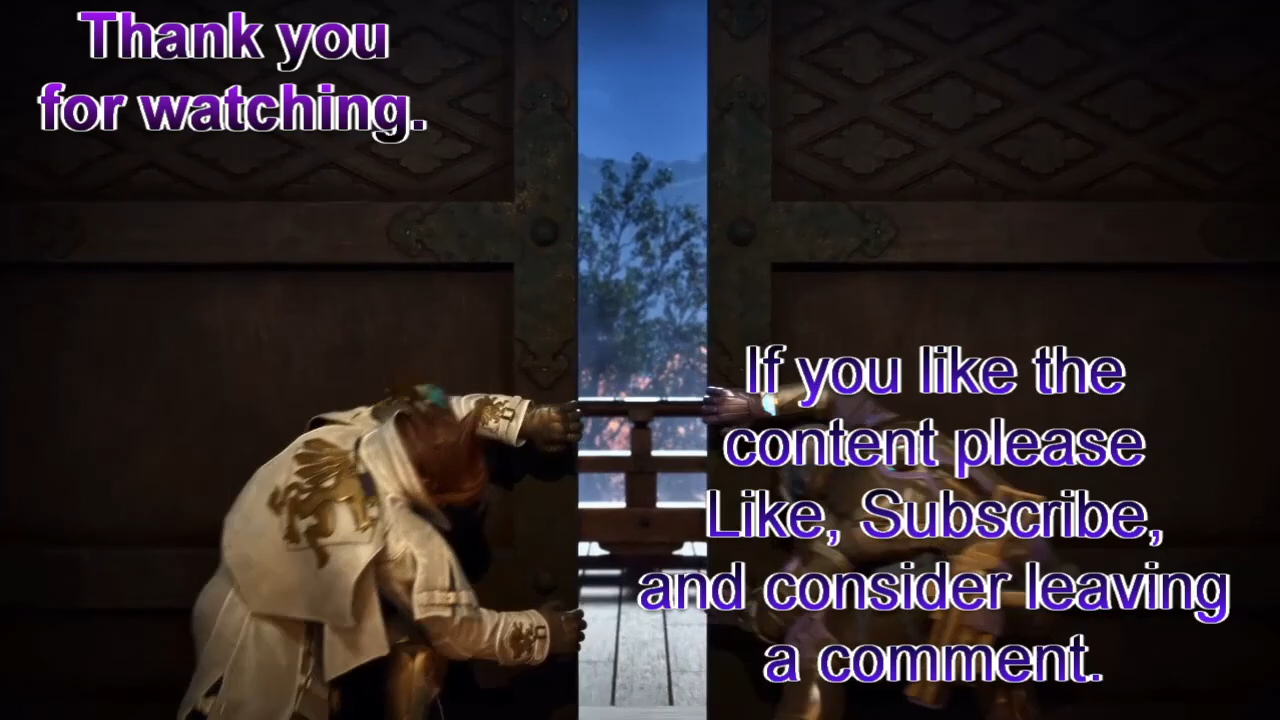 Thank you
for watching.
If you like the
content please
Like, Subscribe,
and consider leaving
a comment.